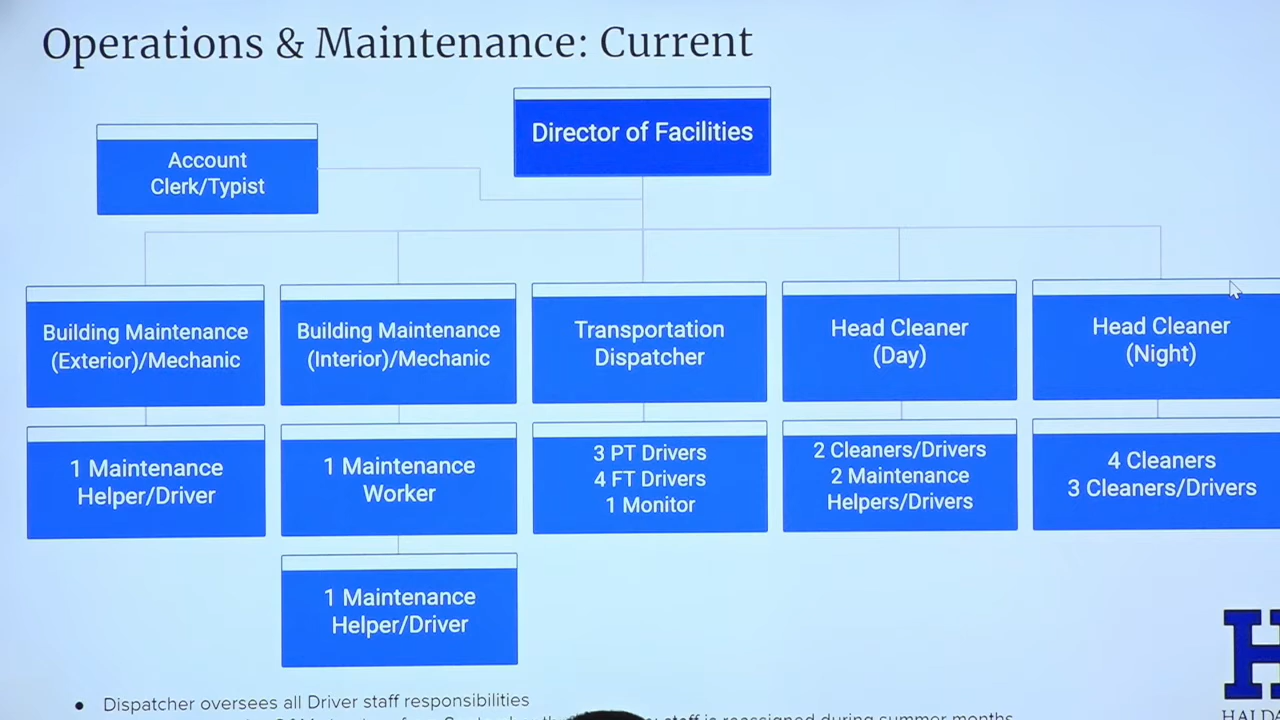 Operations & Maintenance: Current
Director of Facilities
Account
Clerk/Typist
Building Maintenance
(Exterior)/Mechanic
Building Maintenance
(Interior)/Mechanic
Transportation
Dispatcher
Head Cleaner
(Day)
Head Cleaner
(Night)
1 Maintenance
Helper/Driver
1 Maintenance
Worker
3 PT Drivers
4 FT Drivers
1 Monitor
2 Cleaners/Drivers
2 Maintenance
Helpers/Drivers
4 Cleaners
3 Cleaners/Drivers
1 Maintenance
Helper/Driver
H
• Dispatcher oversees all Driver staff responsibilities
staff is reassigned during summer months